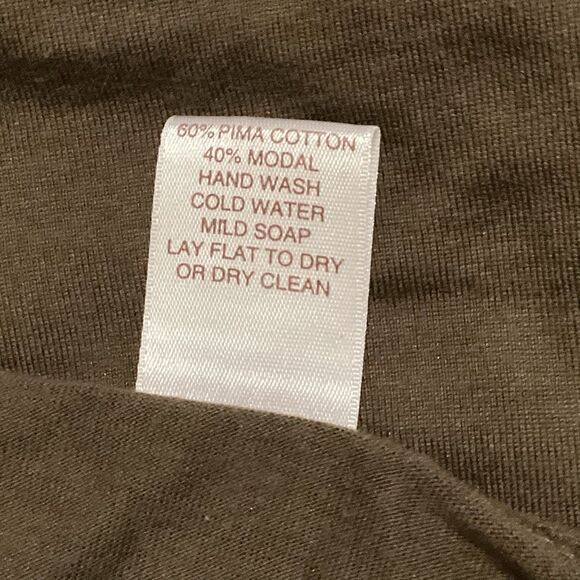 60% PIMA COTTON
40% MODAL
HAND WASH
COLD WATER
MILD SOAP
LAY FLAT TO DRY
OR DRY CLEAN